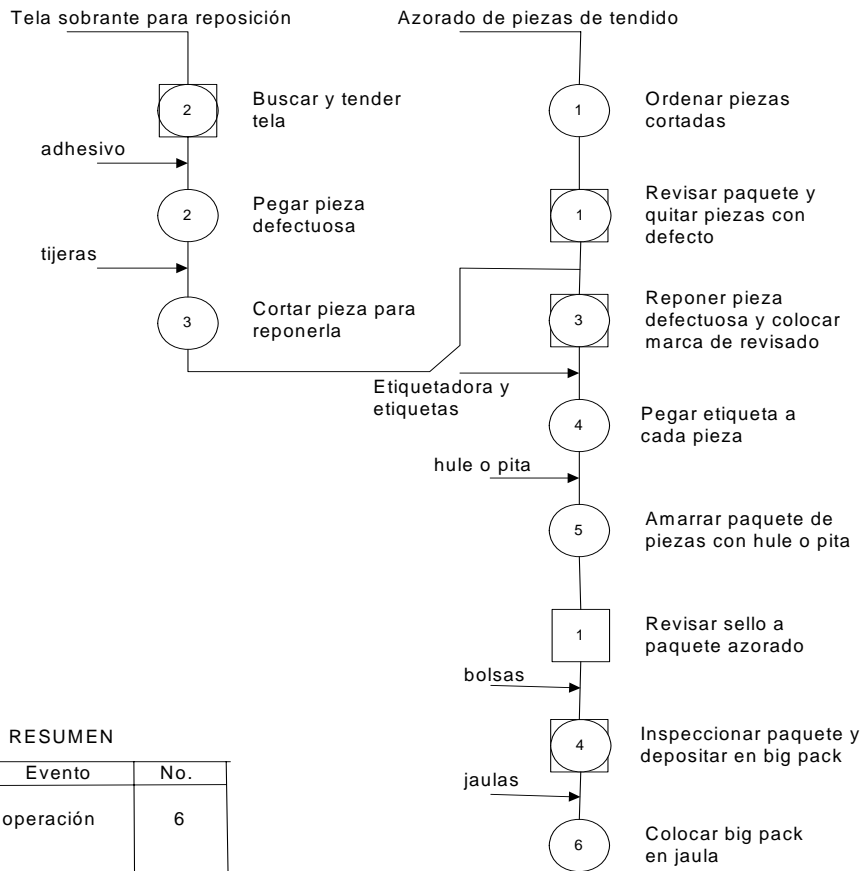 Tela sobrante para reposición
2
Buscar y tender
tela
adhesivo
2
Pegar pieza
defectuosa
tijeras
3
Cortar pieza para
reponerla
Azorado de piezas de tendido
1
Ordenar piezas
cortadas
1
Revisar paquete y
quitar piezas con
defecto
3
Reponer pieza
defectuosa y colocar
marca de revisado
Etiquetadora y
etiquetas
4
Pegar etiqueta a
cada pieza
hule o pita
5
Amarrar paquete de
piezas con hule o pita
1
Revisar sello a
paquete azorado
bolsas
4
Inspeccionar paquete y
depositar en big pack
jaulas
6
Colocar big pack
en jaula
RESUMEN
Evento No.
operación 6